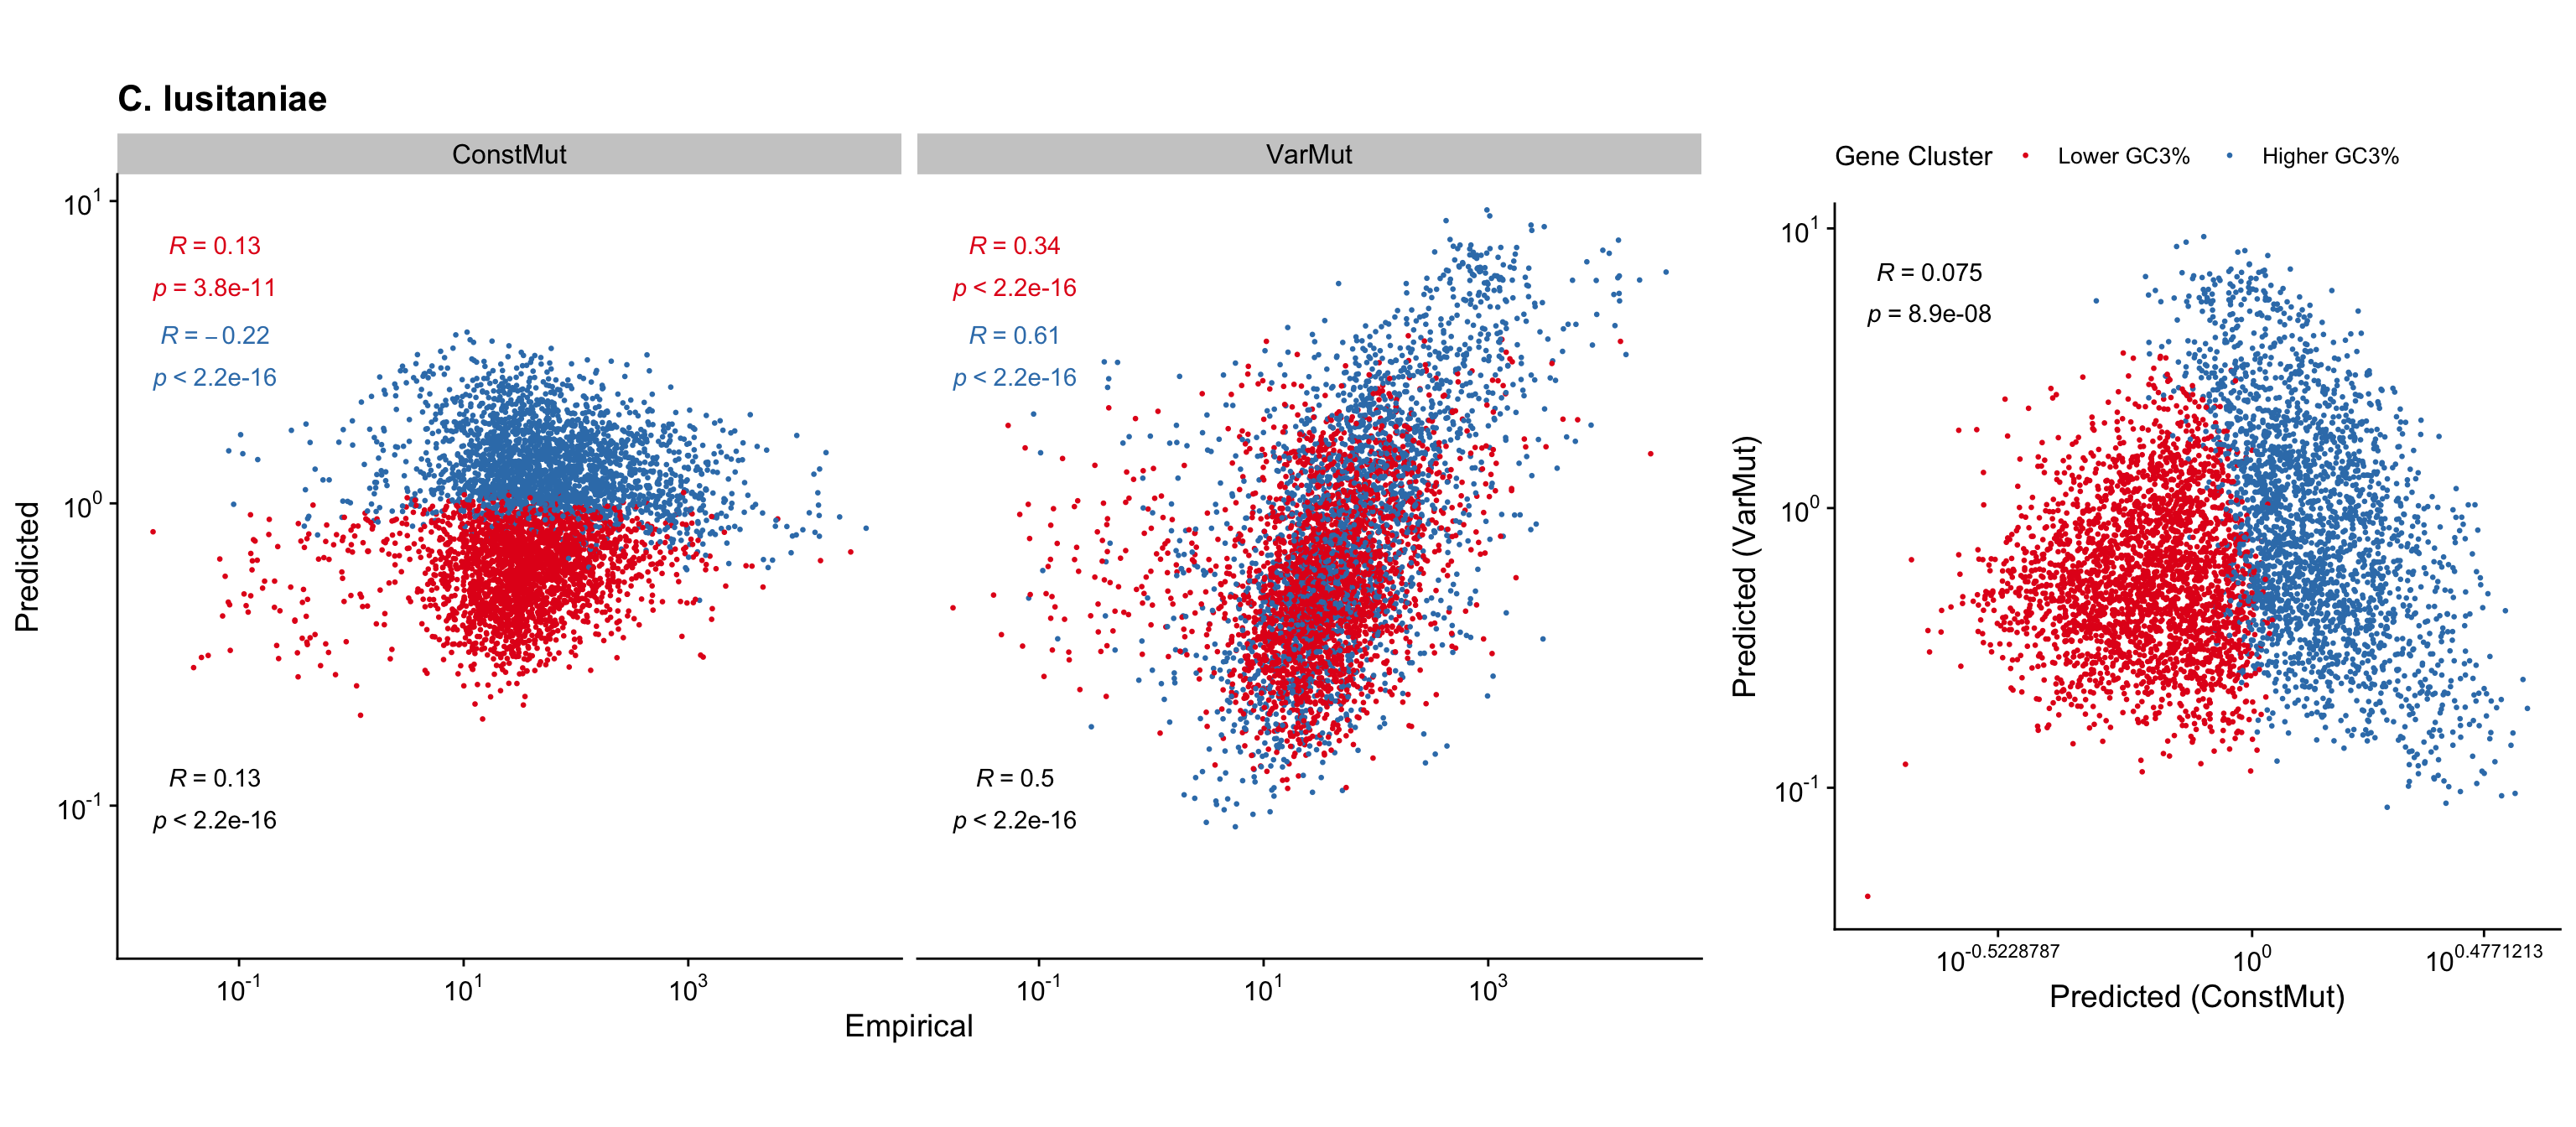 C. lusitaniae
ConstMut
VarMut
Gene Cluster Lower GC3% Higher GC3%
Predicted
10^1
10^0
10^-1
R = 0.13
p = 3.8e-11
R = −0.22
p < 2.2e-16
R = 0.13
p < 2.2e-16
R = 0.34
p < 2.2e-16
R = 0.61
p < 2.2e-16
R = 0.5
p < 2.2e-16
10^-1 10^1 10^3
10^-1 10^1 10^3
Empirical
Predicted (VarMut)
10^1
10^0
10^-1
R = 0.075
p = 8.9e-08
10^-0.5228787 10^0 10^0.4771213
Predicted (ConstMut)